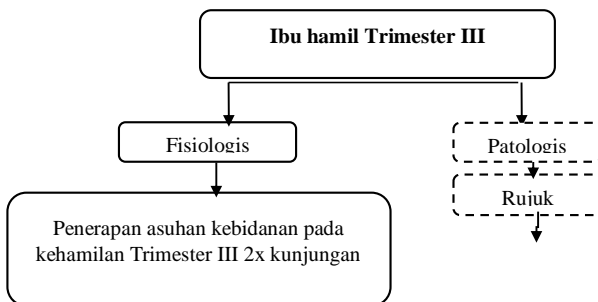 Ibu hamil Trimester III
Fisiologis
Patologis
Rujuk
Penerapan asuhan kebidanan pada
kehamilan Trimester III 2x kunjungan